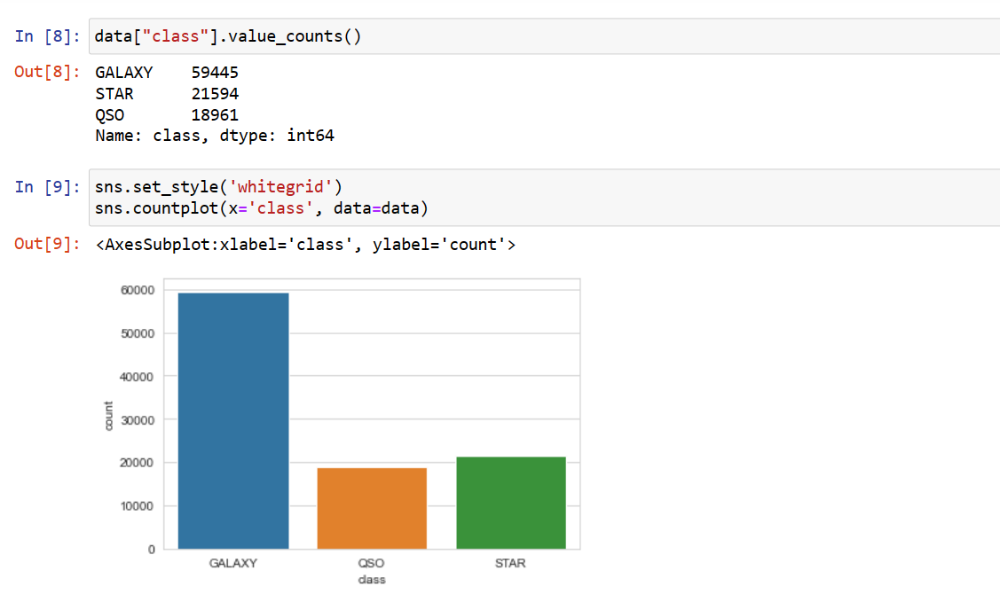 In [8]: data["class"].value_counts()
Out[8]: GALAXY 59445
STAR 21594
QSO 18961
Name: class, dtype: int64
In [9]: sns.set_style('whitegrid')
sns.countplot(x='class', data=data)
Out[9]: <AxesSubplot:xlabel='class', ylabel='count'>
60000
50000
40000
30000
20000
10000
0
count
GALAXY QSO STAR
class